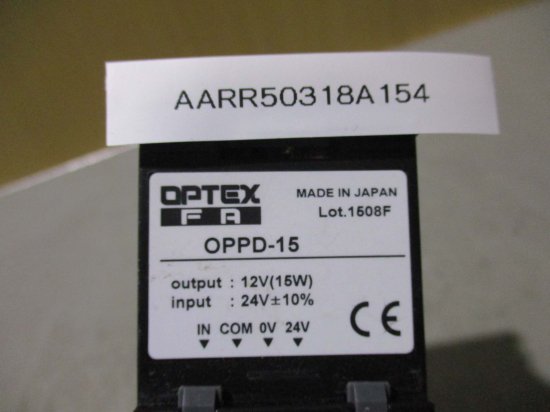 AARR50318A154
OPTEX
FA
MADE IN JAPAN
Lot.1508F
OPPD-15
output : 12V(15W)
input : 24V±10%
IN COM 0V 24V
CE